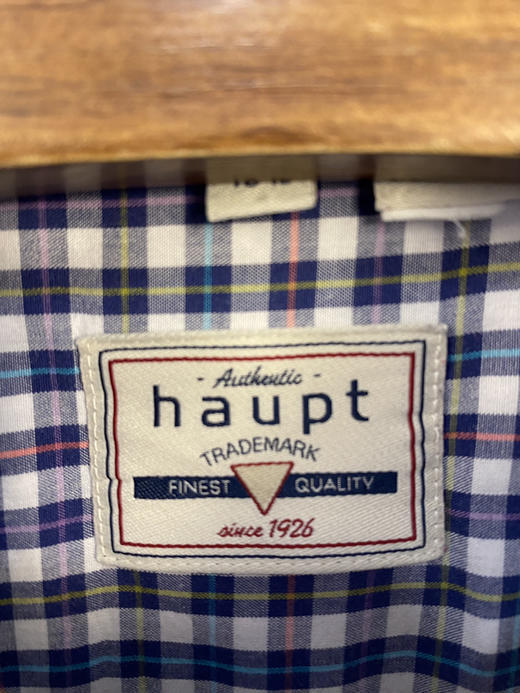 - Authentic -
haupt
TRADEMARK
FINEST QUALITY
since 1926